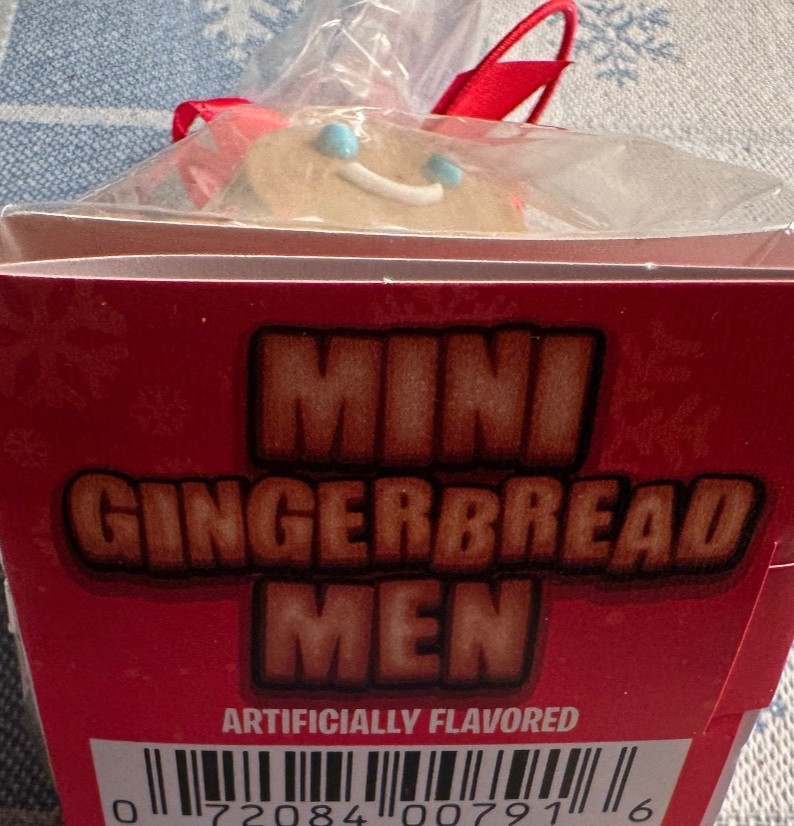 MINI
GINGERBREAD
MEN
ARTIFICIALLY FLAVORED
0 72084 00791 6